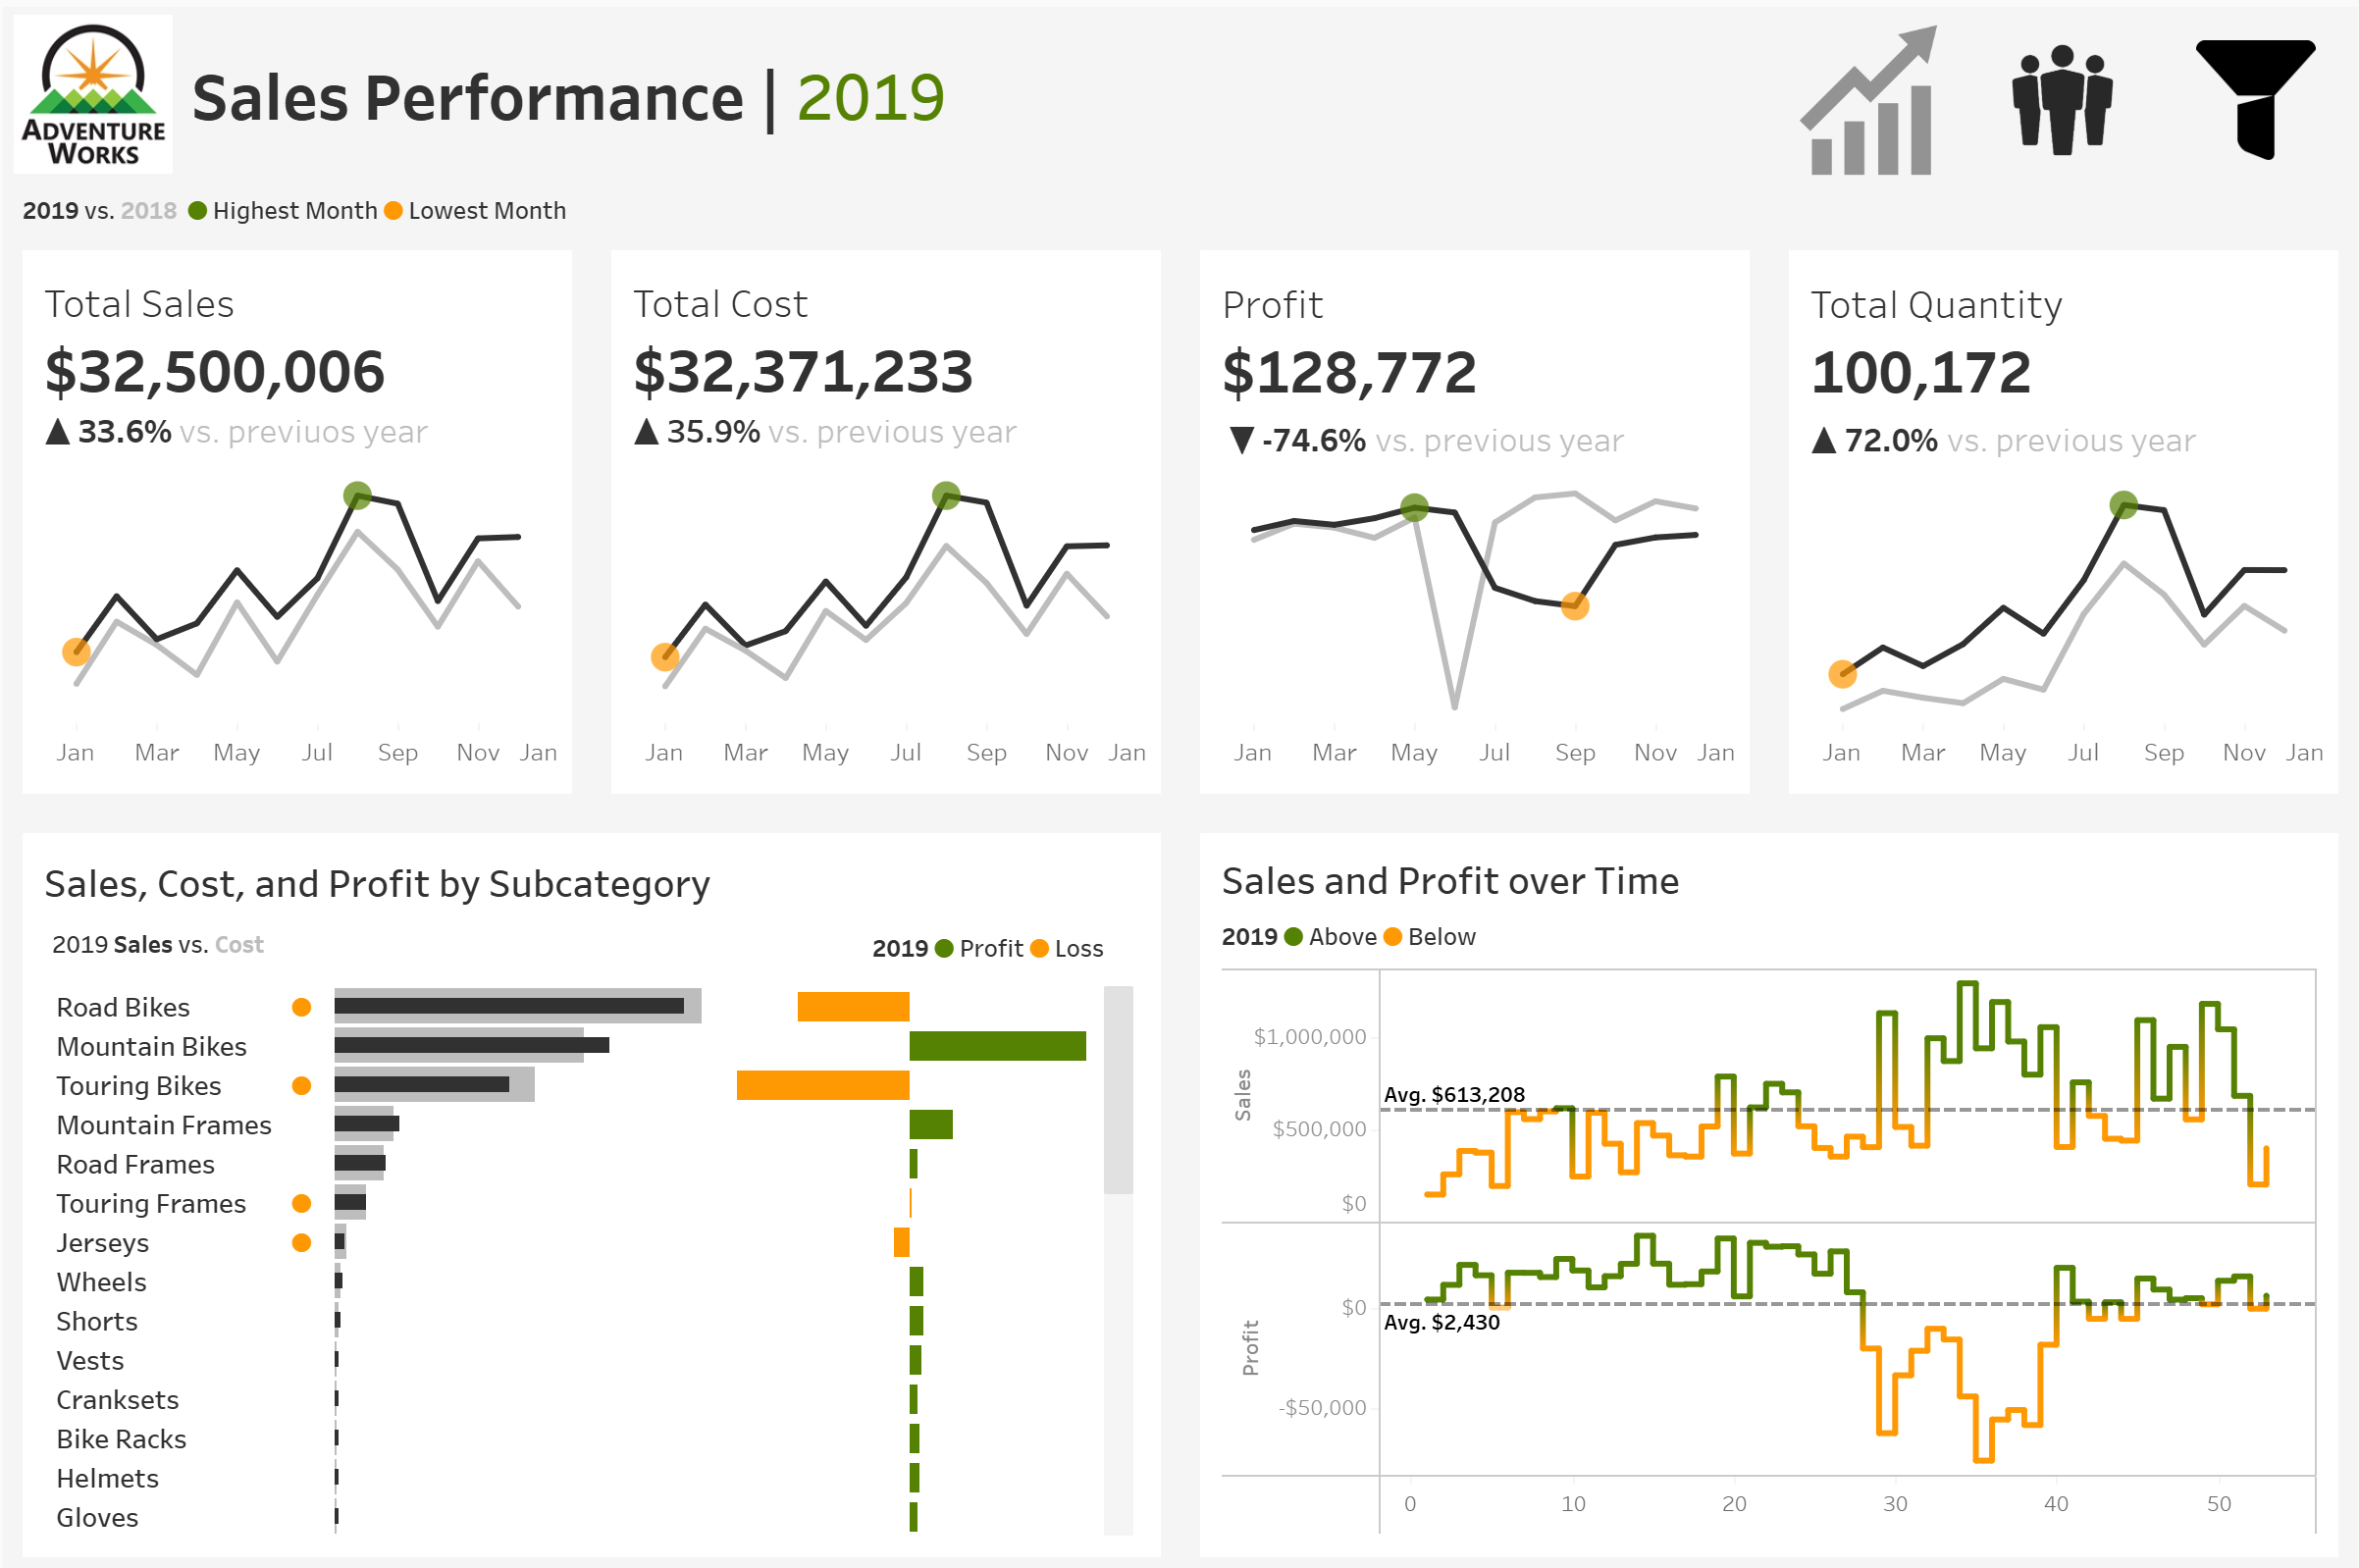 ADVENTURE
WORKS
Sales Performance | 2019
2019 vs. 2018 Highest Month Lowest Month
Total Sales
$32,500,006
▲ 33.6% vs. previuos year
Jan Mar May Jul Sep Nov Jan
Total Cost
$32,371,233
▲ 35.9% vs. previous year
Jan Mar May Jul Sep Nov Jan
Profit
$128,772
▼ -74.6% vs. previous year
Jan Mar May Jul Sep Nov Jan
Total Quantity
100,172
▲ 72.0% vs. previous year
Jan Mar May Jul Sep Nov Jan
Sales, Cost, and Profit by Subcategory
2019 Sales vs. Cost
2019 Profit Loss
Road Bikes
Mountain Bikes
Touring Bikes
Mountain Frames
Road Frames
Touring Frames
Jerseys
Wheels
Shorts
Vests
Cranksets
Bike Racks
Helmets
Gloves
Sales and Profit over Time
2019 Above Below
Sales
$1,000,000
Avg. $613,208
$500,000
$0
Profit
$0
Avg. $2,430
-$50,000
0 10 20 30 40 50